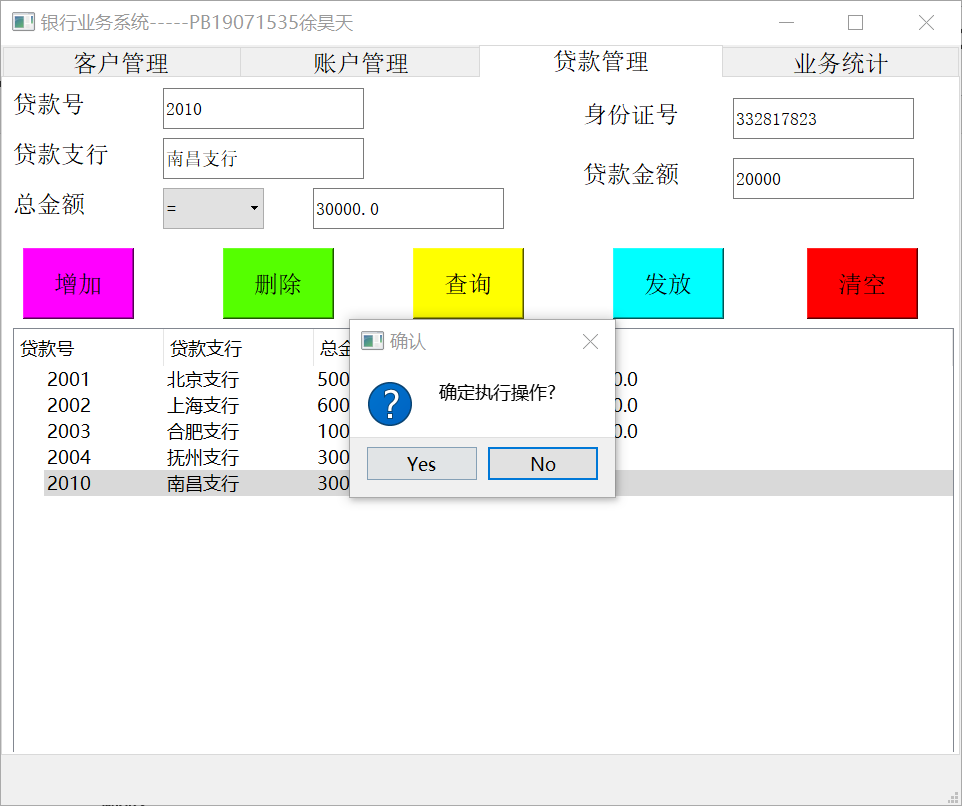 银行业务系统-----PB19071535徐昊天
客户管理 账户管理 贷款管理 业务统计
贷款号 2010 身份证号 332817823
贷款支行 南昌支行 贷款金额 20000
总金额 = 30000.0
增加 删除 查询 发放 清空
确认
贷款号 贷款支行 总金
2001 北京支行 500 0.0
2002 上海支行 600 0.0
2003 合肥支行 100 0.0
2004 抚州支行 300
2010 南昌支行 300
确定执行操作?
Yes No